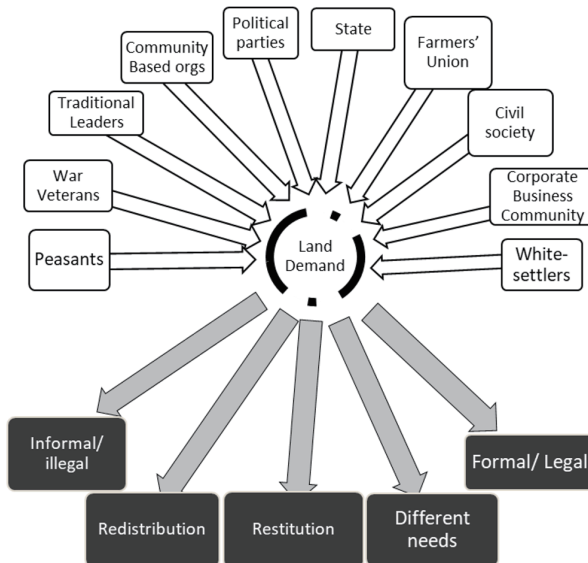 Political
parties
State
Farmers'
Union
Community
Based orgs
Traditional
Leaders
Civil
society
War
Veterans
Corporate
Business
Community
Peasants
Land
Demand
White-
settlers
Informal/
illegal
Formal/ Legal
Redistribution
Restitution
Different
needs